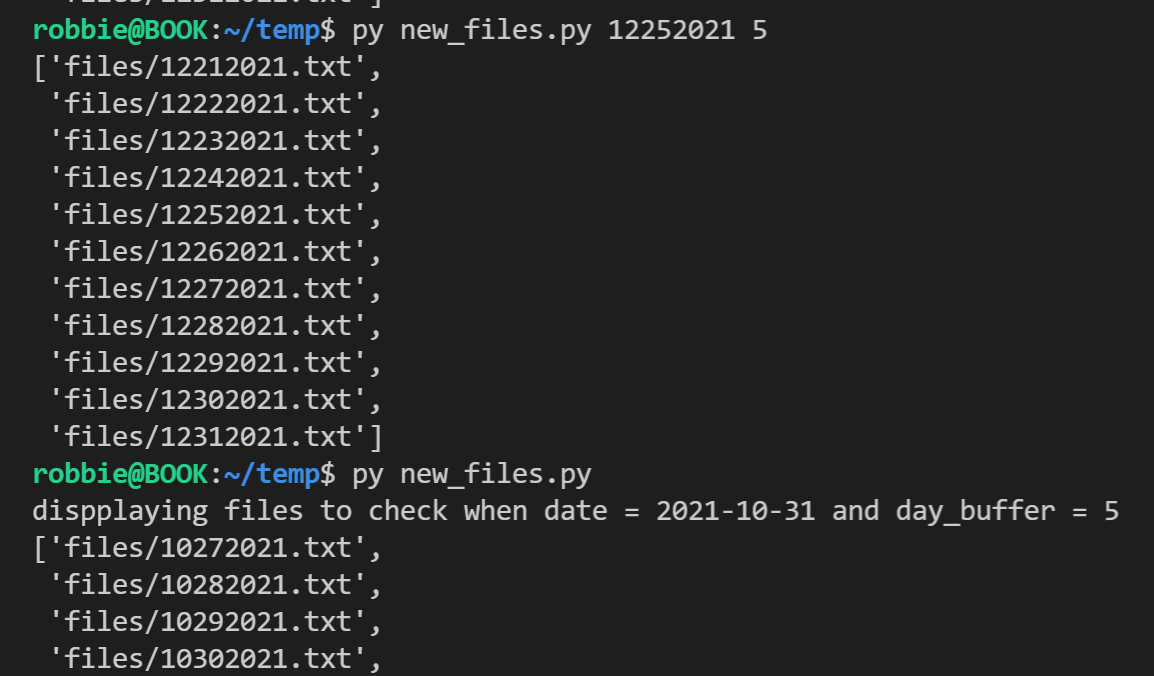 robbie@BOOK:~/temp$ py new_files.py 12252021 5
['files/12212021.txt',
 'files/12222021.txt',
 'files/12232021.txt',
 'files/12242021.txt',
 'files/12252021.txt',
 'files/12262021.txt',
 'files/12272021.txt',
 'files/12282021.txt',
 'files/12292021.txt',
 'files/12302021.txt',
 'files/12312021.txt']
robbie@BOOK:~/temp$ py new_files.py
dispplaying files to check when date = 2021-10-31 and day_buffer = 5
['files/10272021.txt',
 'files/10282021.txt',
 'files/10292021.txt',
 'files/10302021.txt',